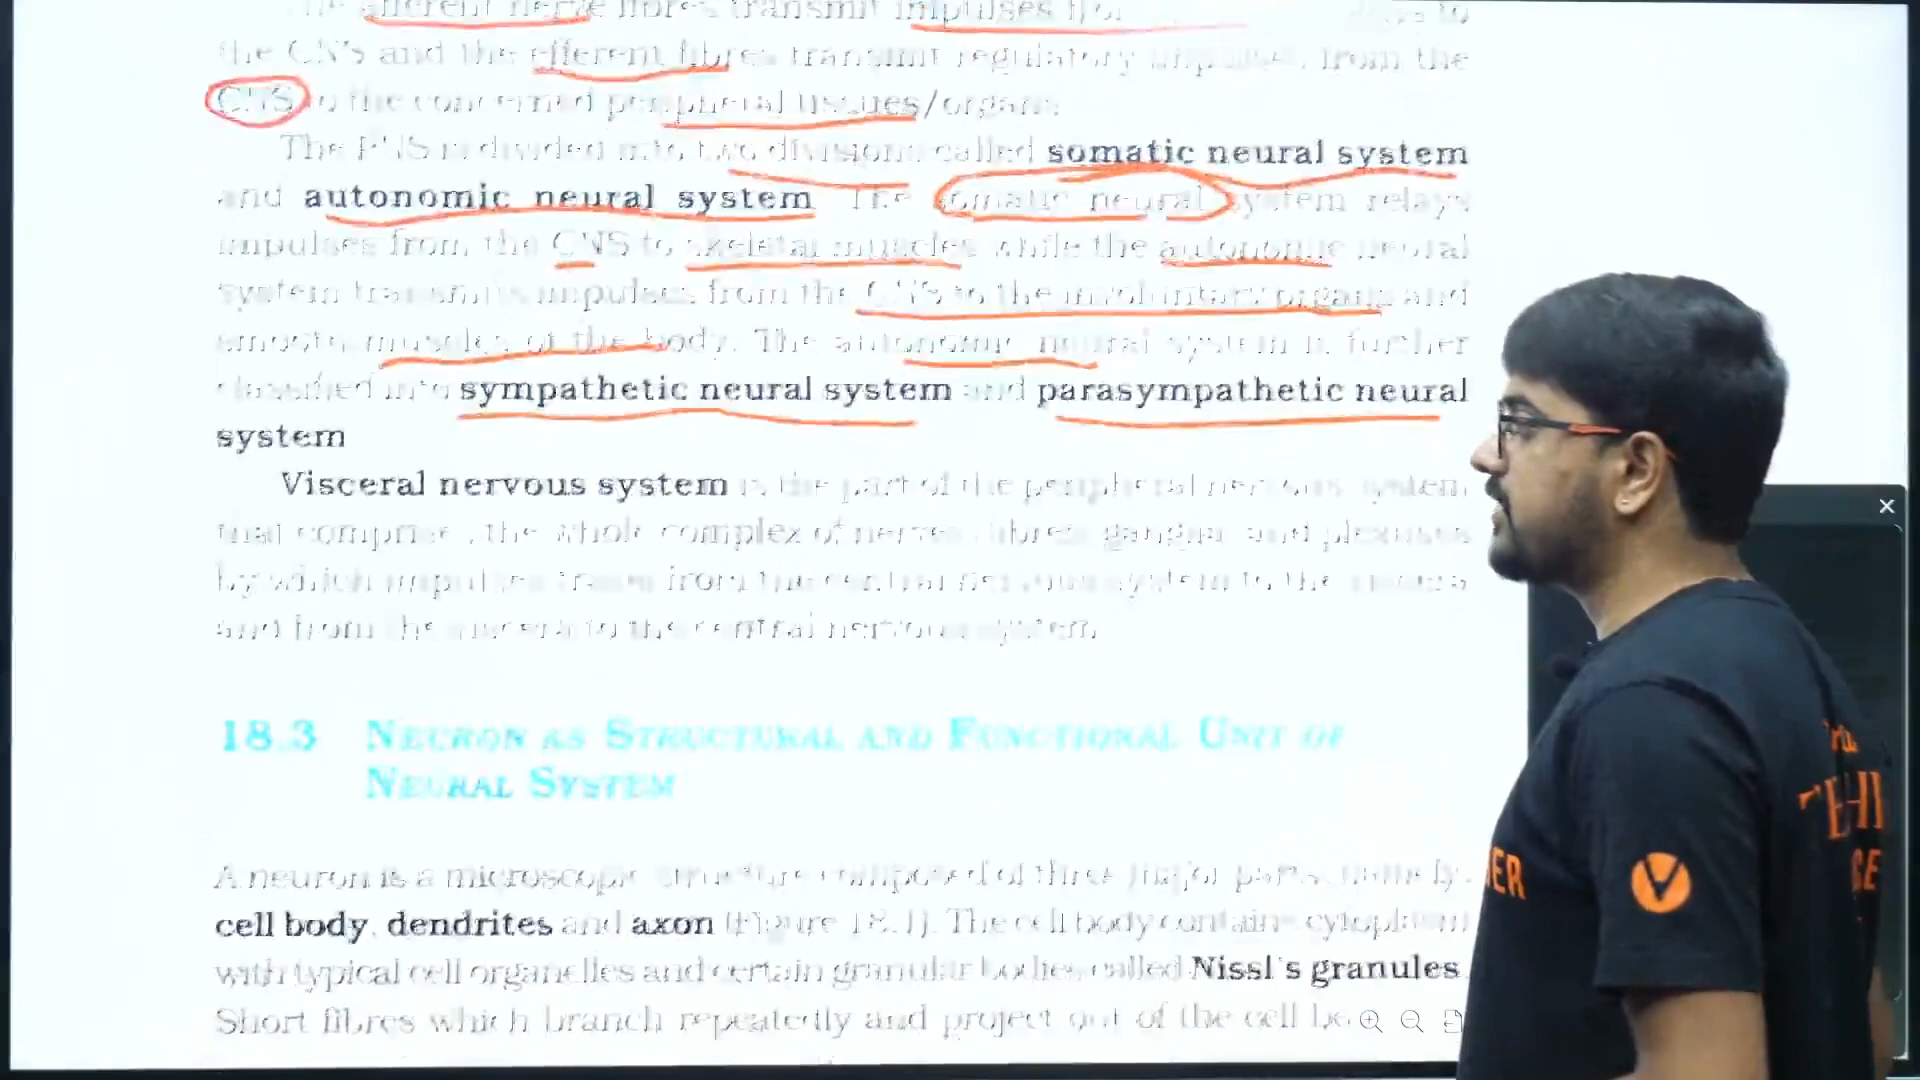 The afferent nerve fibres transmit impulses from to
the CNS and the efferent fibres transmit regulatory impulses from the
CNS to the concerned peripheral tissues/organs.
The PNS is divided into two divisions called somatic neural system
and autonomic neural system The somatic neural system relays
impulses from the CNS to skeletal muscles while the autonomic neural
system transmits impulses from the CNS to the involuntary organs and
smooth muscles of the body. The autonomic neural system is further
classified into sympathetic neural system and parasympathetic neural
system
Visceral nervous system is the part of the peripheral nervous system
that comprises the whole complex of nerves, fibres, ganglia, and plexuses
by which impulses travel from the central nervous system to the viscera
and from the viscera to the central nervous system.
18.3 NEURON AS STRUCTURAL AND FUNCTIONAL UNIT OF
NEURAL SYSTEM
A neuron is a microscopic structure composed of three major parts, namely,
cell body, dendrites and axon (Figure 18.1). The cell body contains cytoplasm
with typical cell organelles and certain granular bodies called Nissl's granules
Short fibres which branch repeatedly and project out of the cell